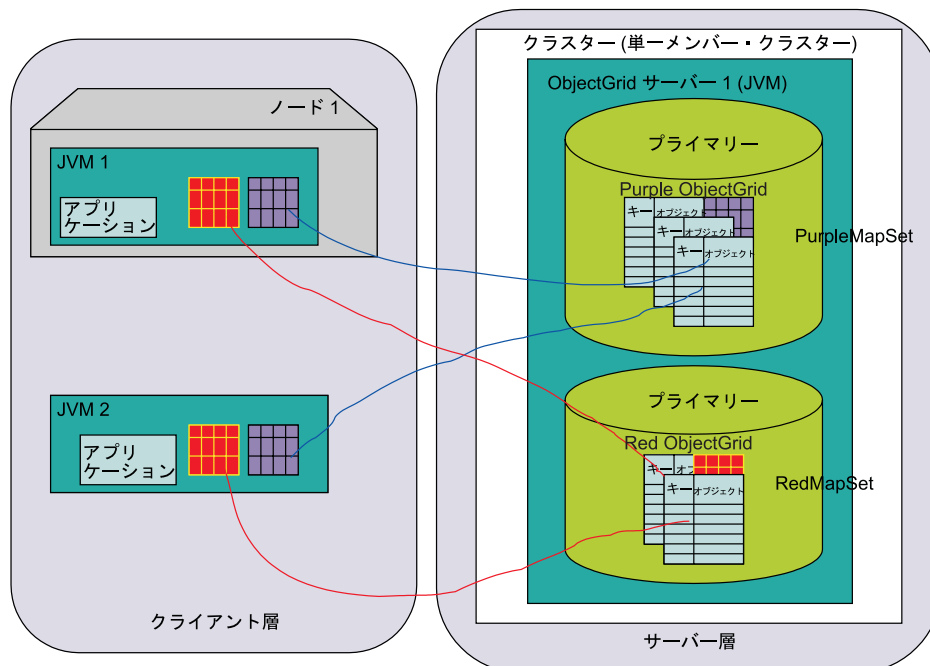 ノード 1
JVM 1
アプリ
ケーション
JVM 2
アプリ
ケーション
クライアント層
クラスター (単一メンバー・クラスター)
ObjectGrid サーバー 1 (JVM)
プライマリー
Purple ObjectGrid
キー オブジェクト
キー オブジェクト
キー オブジェクト
PurpleMapSet
プライマリー
Red ObjectGrid
キー オブ
キー オブジェクト
RedMapSet
サーバー層